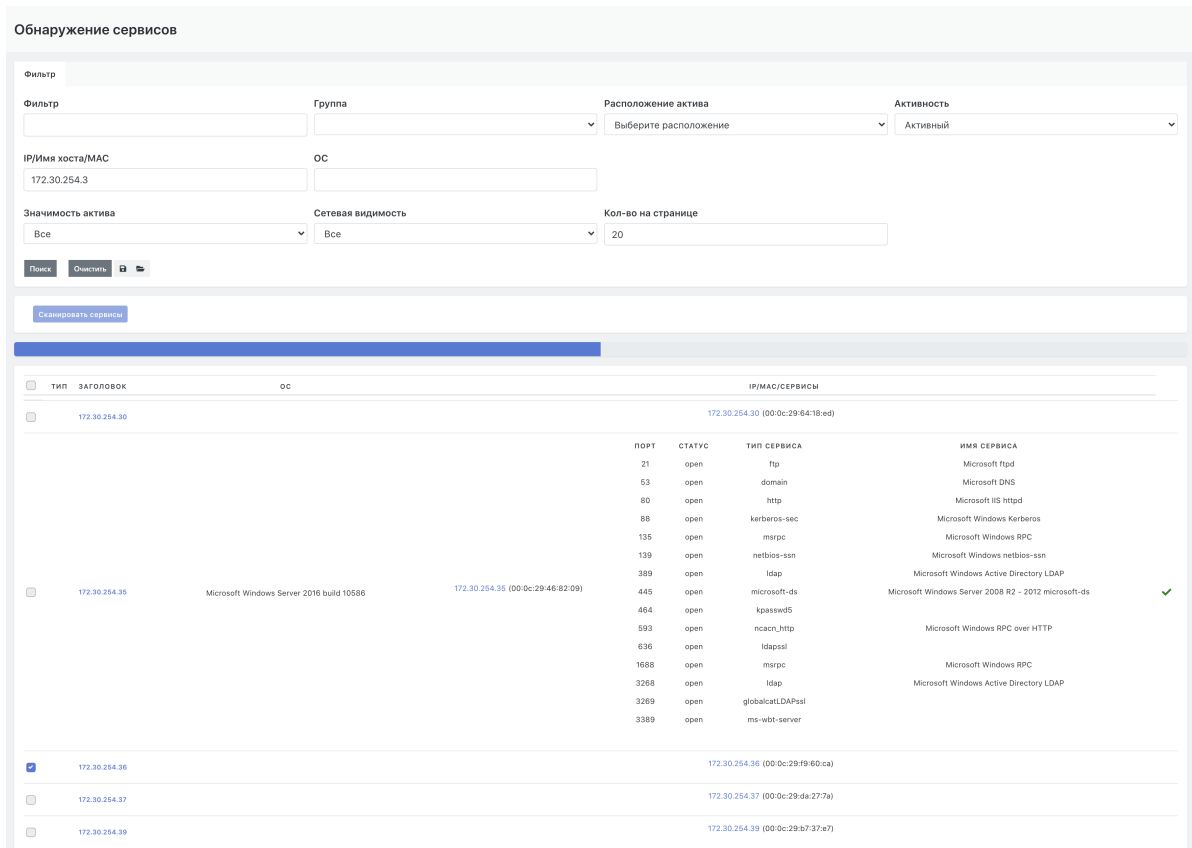 Обнаружение сервисов
Фильтр
Фильтр Группа Расположение актива Активность
Выберите расположение Активный
IP/Имя хоста/MAC ОС
172.30.254.3
Значимость актива Сетевая видимость Кол-во на странице
Все Все 20
Поиск Очистить
Сканировать сервисы
ТИП ЗАГОЛОВОК ОС IP/MAC/СЕРВИСЫ
172.30.254.30 172.30.254.30 (00:0c:29:64:18:ed)
ПОРТ СТАТУС ТИП СЕРВИСА ИМЯ СЕРВИСА
21 open ftp Microsoft ftpd
53 open domain Microsoft DNS
80 open http Microsoft IIS httpd
88 open kerberos-sec Microsoft Windows Kerberos
135 open msrpc Microsoft Windows RPC
139 open netbios-ssn Microsoft Windows netbios-ssn
389 open ldap Microsoft Windows Active Directory LDAP
172.30.254.35 Microsoft Windows Server 2016 build 10586 172.30.254.35 (00:0c:29:46:82:09) 445 open microsoft-ds Microsoft Windows Server 2008 R2 - 2012 microsoft-ds
464 open kpasswd5
593 open ncacn_http Microsoft Windows RPC over HTTP
636 open ldapssl
1688 open msrpc Microsoft Windows RPC
3268 open ldap Microsoft Windows Active Directory LDAP
3269 open globalcatLDAPssl
3389 open ms-wbt-server
172.30.254.36 172.30.254.36 (00:0c:29:f9:60:ca)
172.30.254.37 172.30.254.37 (00:0c:29:da:27:7a)
172.30.254.39 172.30.254.39 (00:0c:29:b7:37:e7)